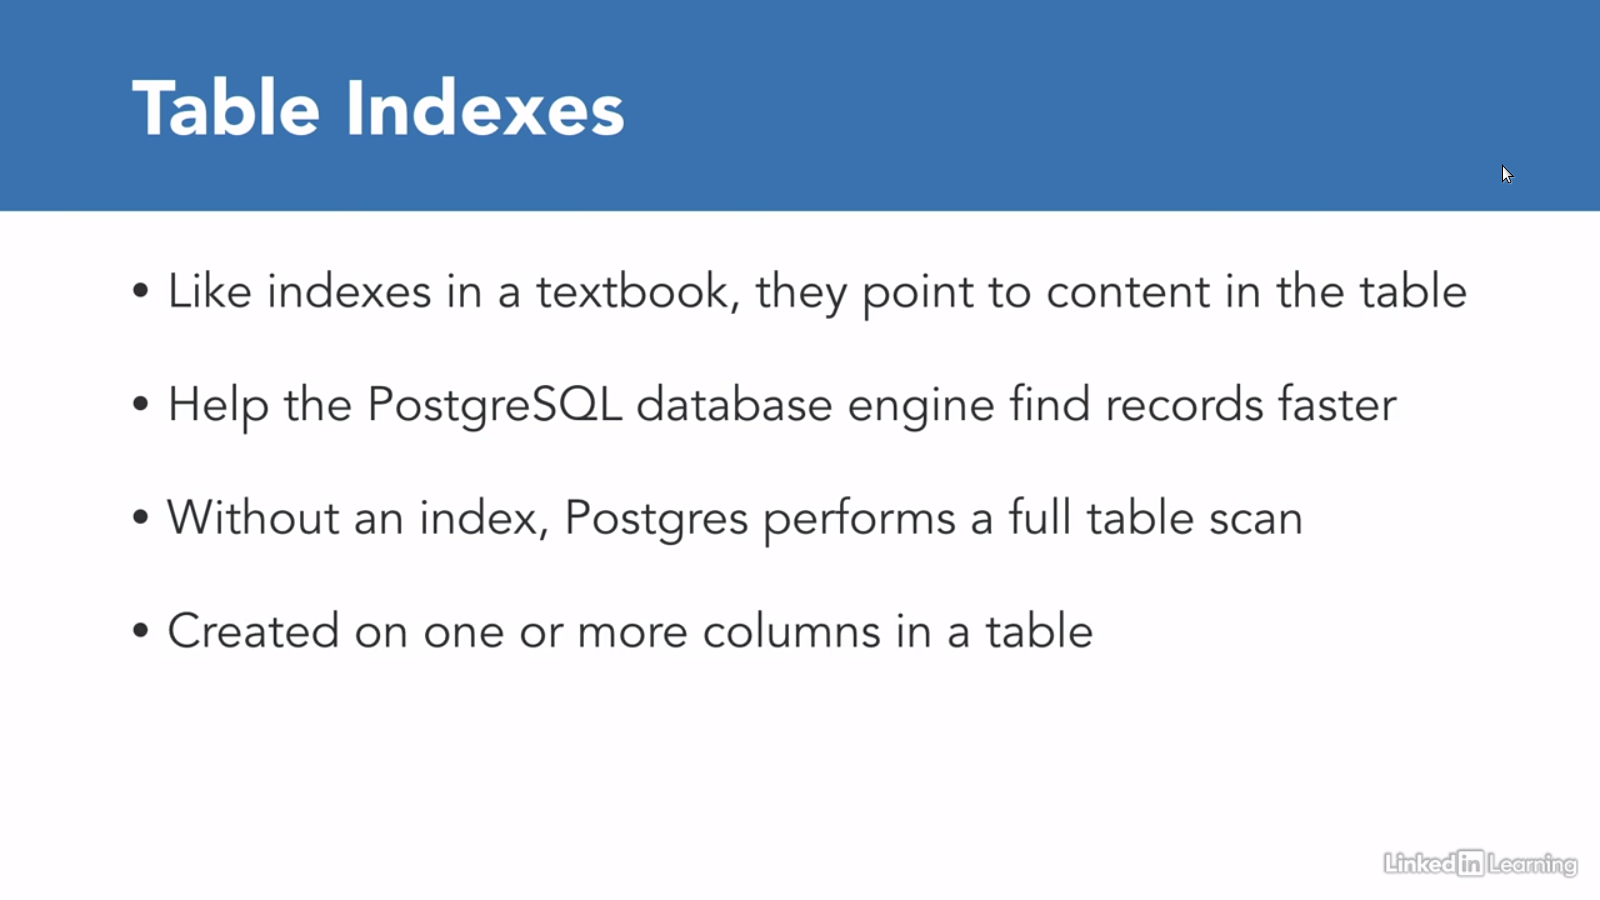 Table Indexes
• Like indexes in a textbook, they point to content in the table
• Help the PostgreSQL database engine find records faster
• Without an index, Postgres performs a full table scan
• Created on one or more columns in a table
Linked in Learning